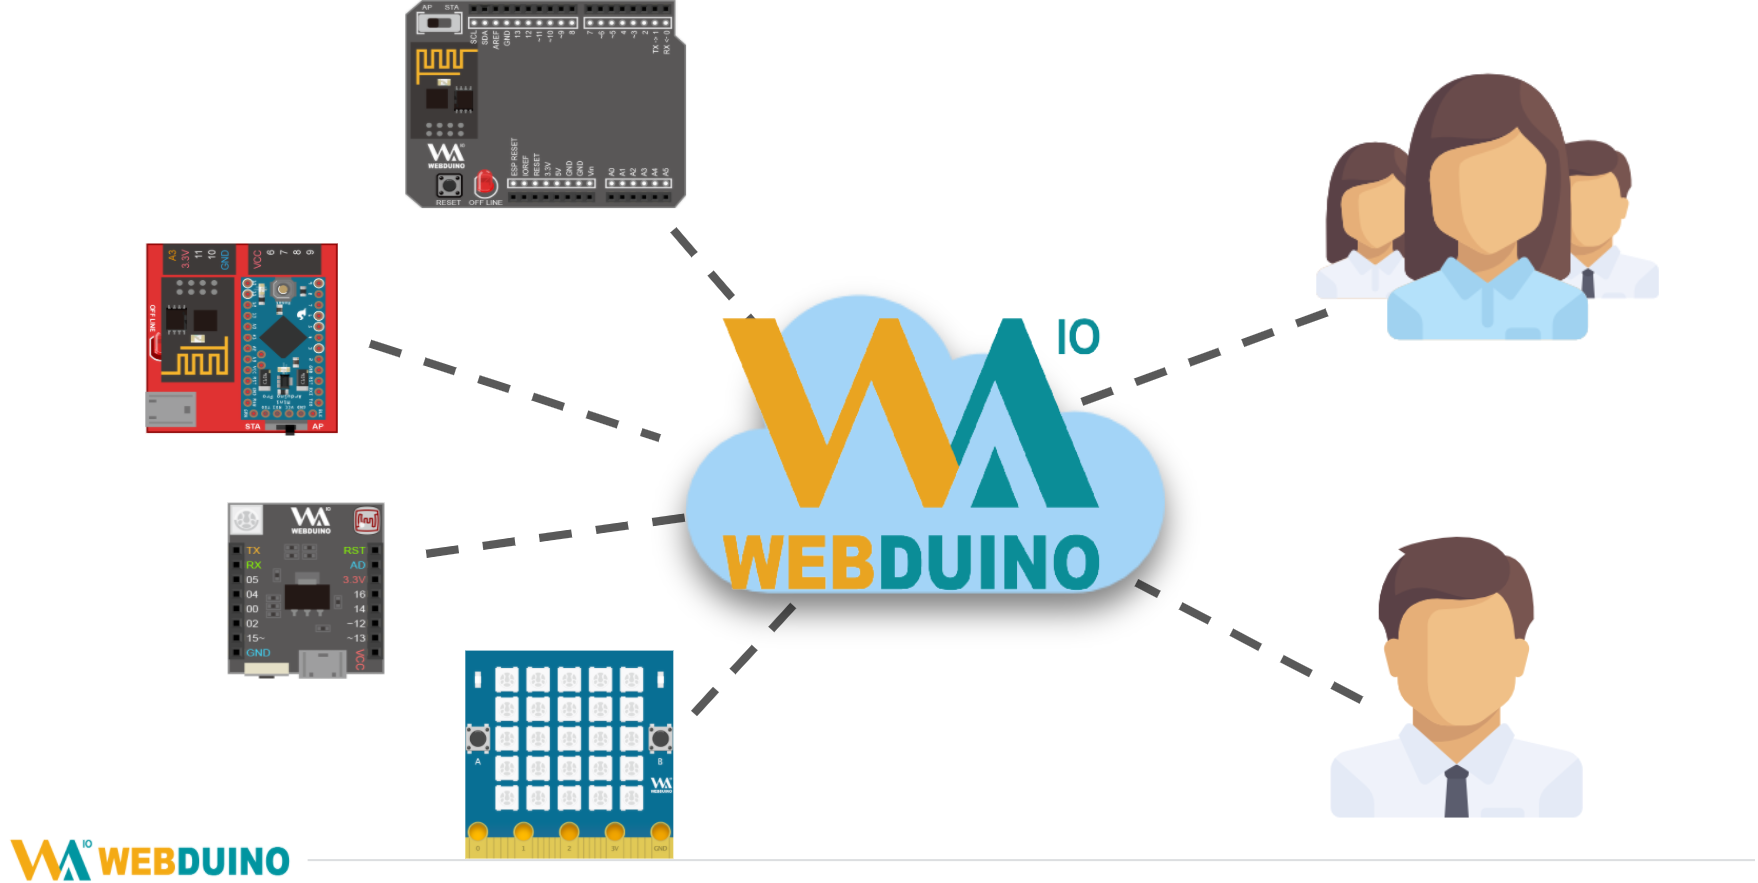 AP STA
SCL SDA AREF GND 13 12 ~11 ~10 ~9 8 7 ~6 ~5 4 ~3 2 TX -> 1 RX <- 0
WEBDUINO
IO
RESET OFF LINE
ESP RESET IOREF RESET 3.3V 5V GND GND Vin A0 A1 A2 A3 A4 A5
A3 3.3V 11 10 GND VCC 6 7 8 9
OFF LINE
STA AP
IO
WEBDUINO
IO
WEBDUINO
TX RST
RX AD
05 3.3V
04 16
00 14
02 ~12
15~ ~13
GND VCC
A B
WEBDUINO
0 1 2 3V GND
IO
WEBDUINO